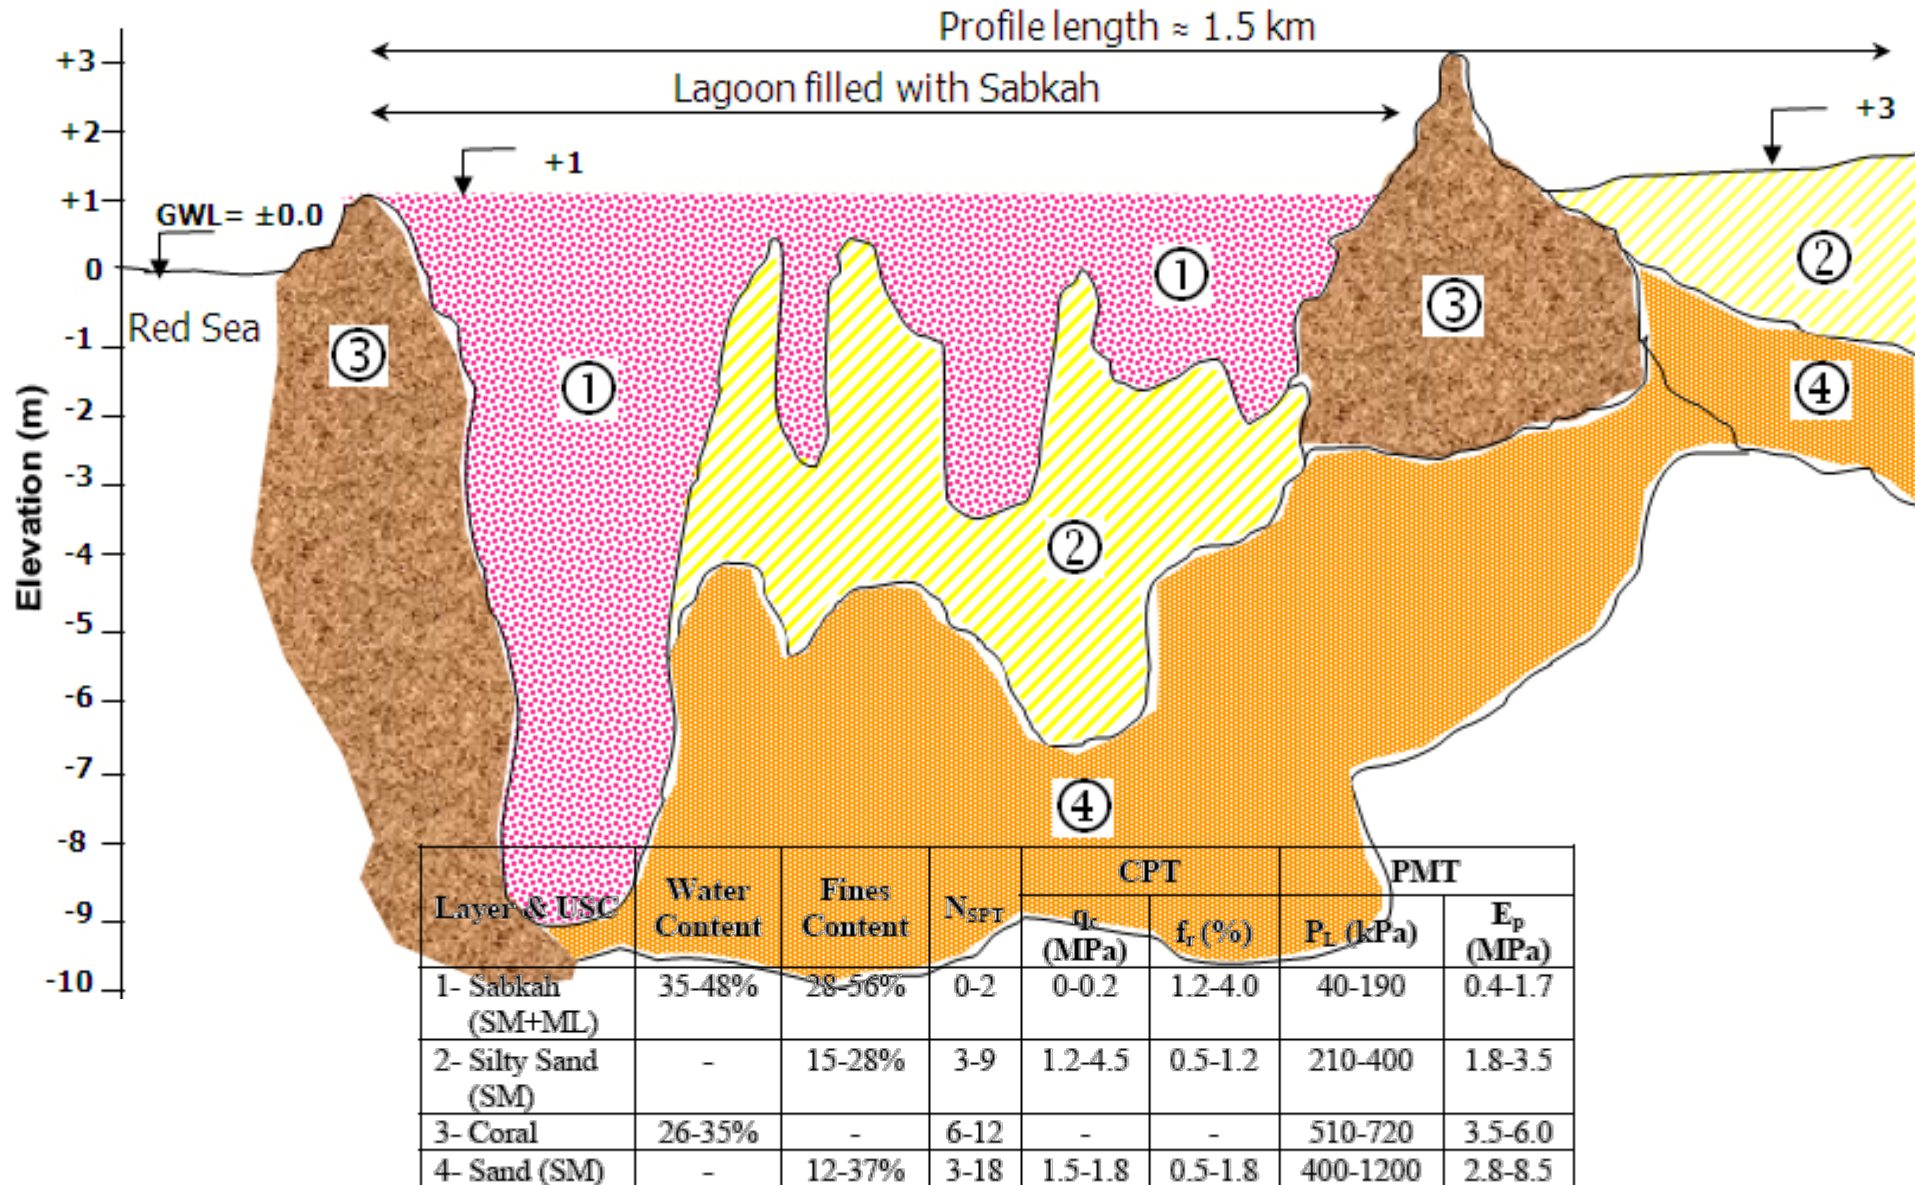 Profile length ≈ 1.5 km
Lagoon filled with Sabkah
+3
+2
+1
0
-1
-2
-3
-4
-5
-6
-7
-8
-9
-10
Elevation (m)
+1
+3
GWL= ±0.0
Red Sea
3
1
1
3
2
2
4
4
Layer & USC Water Content Fines Content N_SPT CPT PMT
q_c (MPa) f_r (%) P_L (kPa) E_p (MPa)
1- Sabkah (SM+ML) 35-48% 28-56% 0-2 0-0.2 1.2-4.0 40-190 0.4-1.7
2- Silty Sand (SM) - 15-28% 3-9 1.2-4.5 0.5-1.2 210-400 1.8-3.5
3- Coral 26-35% - 6-12 - - 510-720 3.5-6.0
4- Sand (SM) - 12-37% 3-18 1.5-1.8 0.5-1.8 400-1200 2.8-8.5